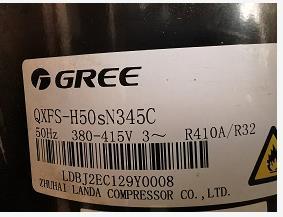 GREE
QXFS-H50sN345C
50Hz 380-415V 3～ R410A/R32
LDBJ2EC129Y0008
ZHUHAI LANDA COMPRESSOR CO.,LTD.